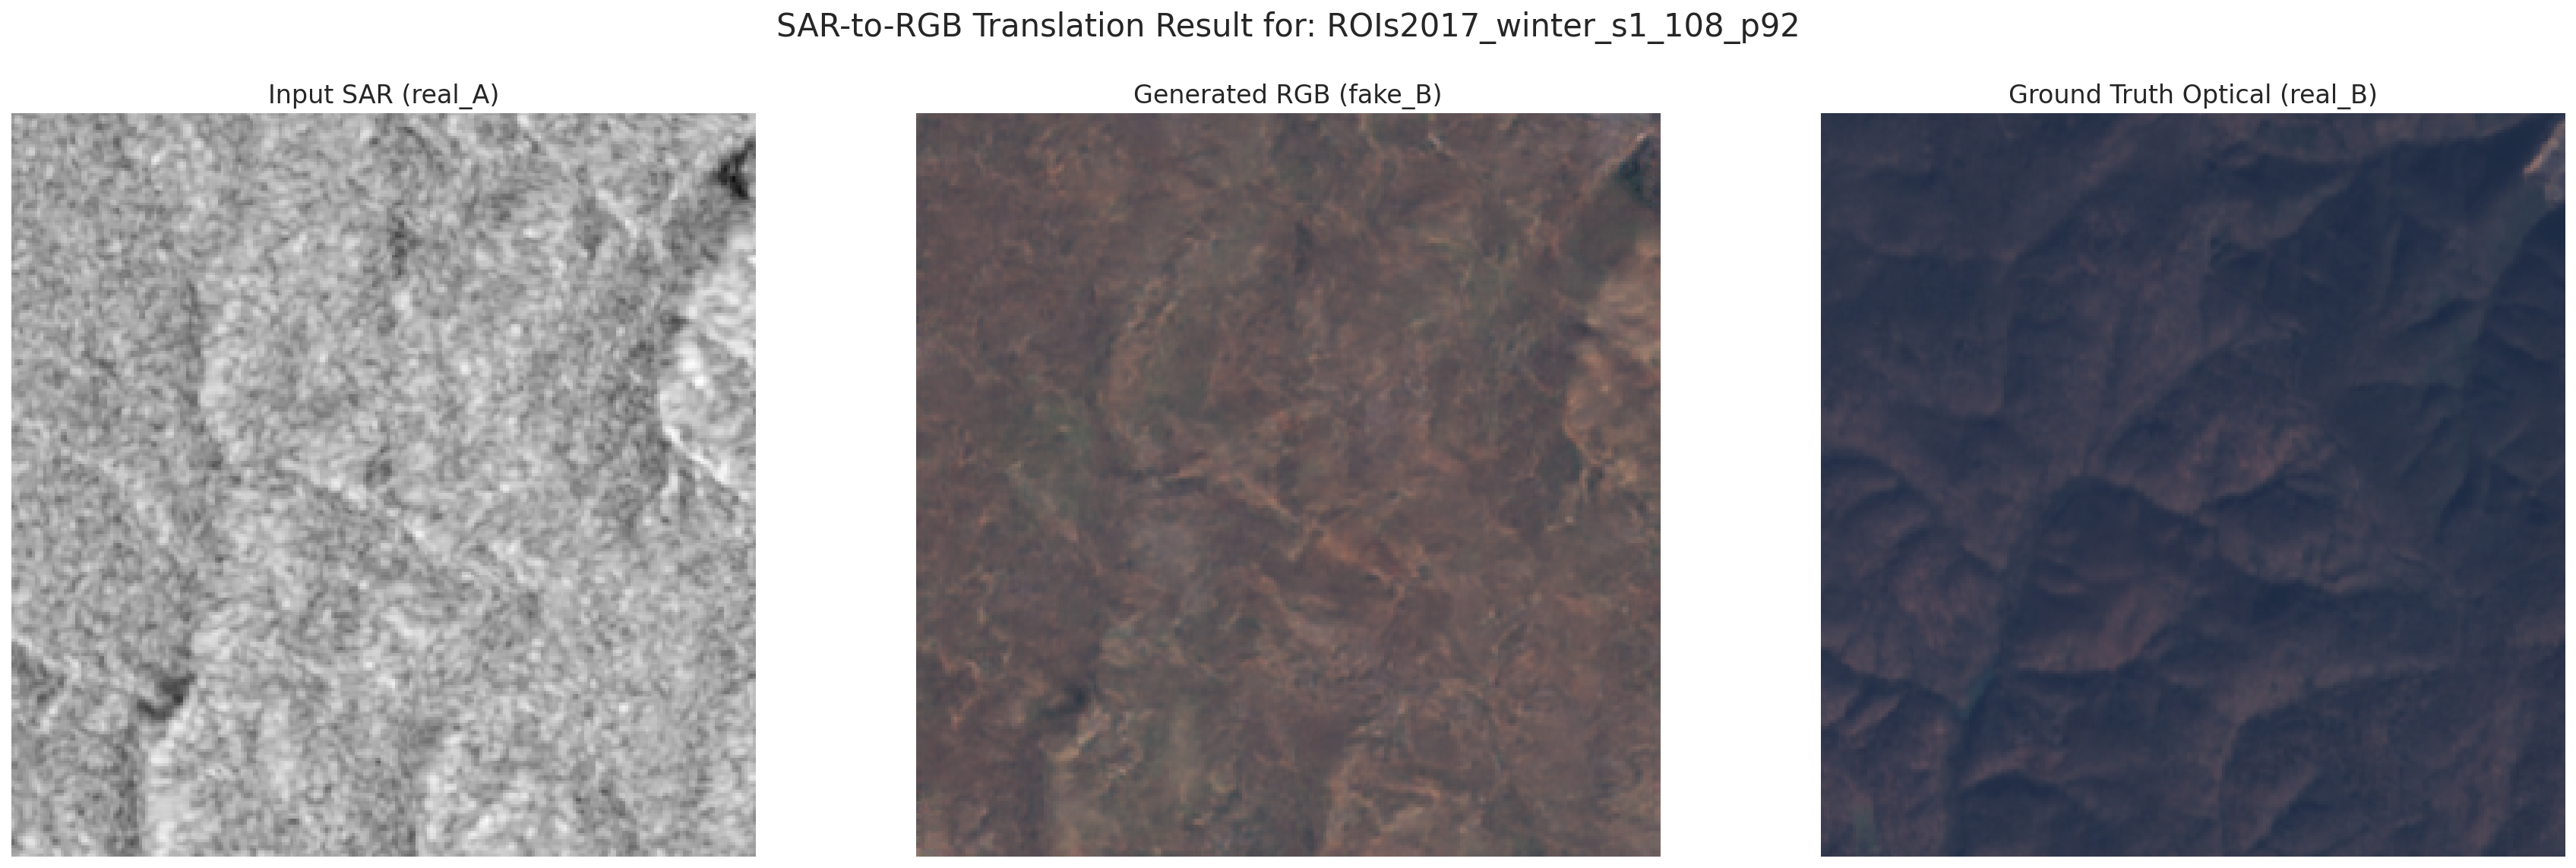 SAR-to-RGB Translation Result for: ROIs2017_winter_s1_108_p92
Input SAR (real_A)
Generated RGB (fake_B)
Ground Truth Optical (real_B)